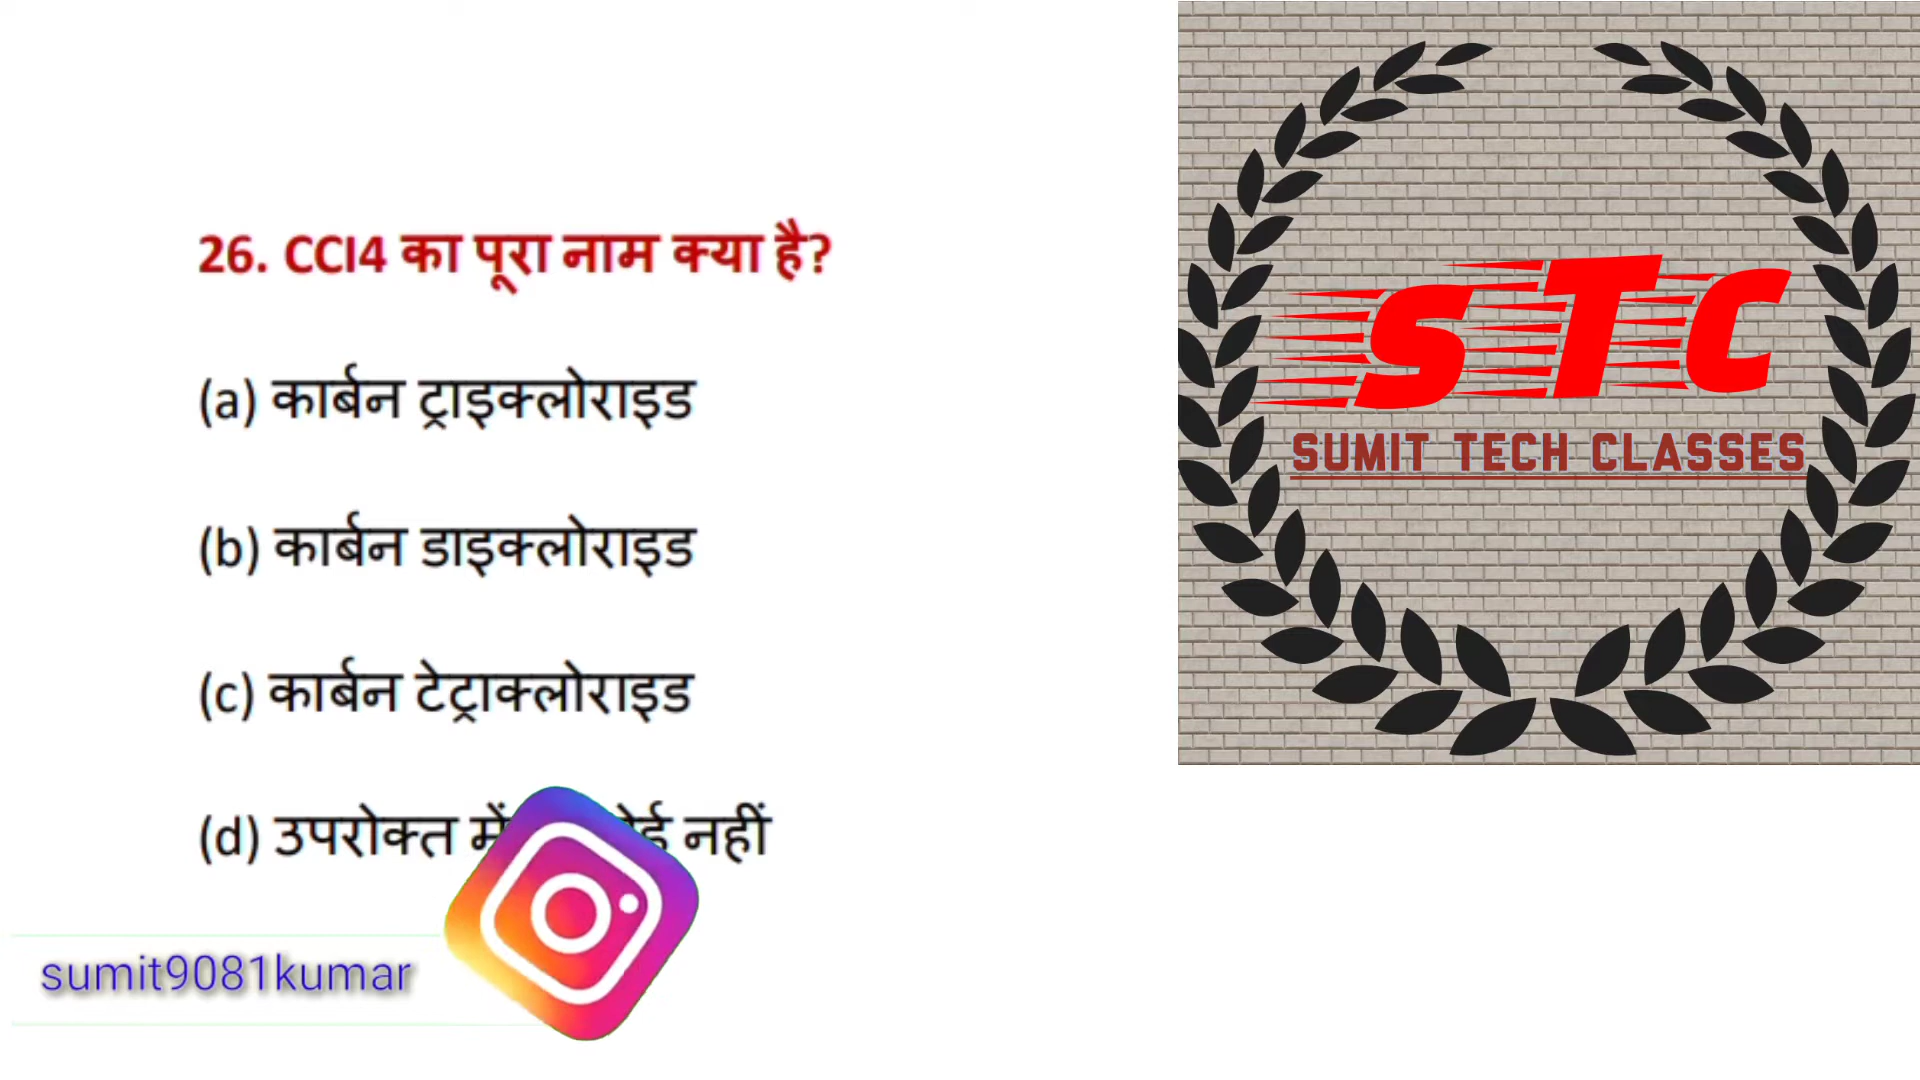 26. CCl4 का पूरा नाम क्या है?
(a) कार्बन ट्राइक्लोराइड
(b) कार्बन डाइक्लोराइड
(c) कार्बन टेट्राक्लोराइड
(d) उपरोक्त में नहीं
sumit9081kumar
STC
SUMIT TECH CLASSES